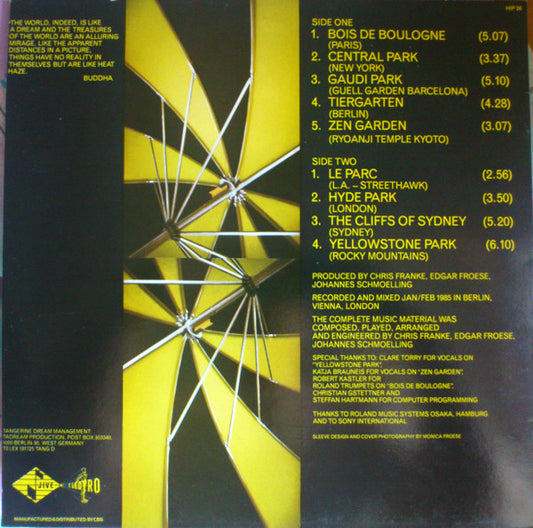 THE WORLD, INDEED, IS LIKE
A DREAM AND THE TREASURES
OF THE WORLD ARE AN ALLURING
MIRAGE. LIKE THE APPARENT
DISTANCES IN A PICTURE,
THINGS HAVE NO REALITY IN
THEMSELVES BUT ARE LIKE HEAT
HAZE.
BUDDHA
HIP 26
SIDE ONE
1. BOIS DE BOULOGNE (5.07)
(PARIS)
2. CENTRAL PARK (3.37)
(NEW YORK)
3. GAUDI PARK (5.10)
(GUELL GARDEN BARCELONA)
4. TIERGARTEN (4.28)
(BERLIN)
5. ZEN GARDEN (3.07)
(RYOANJI TEMPLE KYOTO)
SIDE TWO
1. LE PARC (2.56)
(L.A. – STREETHAWK)
2. HYDE PARK (3.50)
(LONDON)
3. THE CLIFFS OF SYDNEY (5.20)
(SYDNEY)
4. YELLOWSTONE PARK (6.10)
(ROCKY MOUNTAINS)
PRODUCED BY CHRIS FRANKE, EDGAR FROESE,
JOHANNES SCHMOELLING
RECORDED AND MIXED JAN/FEB 1985 IN BERLIN,
VIENNA, LONDON
THE COMPLETE MUSIC MATERIAL WAS
COMPOSED, PLAYED, ARRANGED
AND ENGINEERED BY CHRIS FRANKE, EDGAR FROESE,
JOHANNES SCHMOELLING
SPECIAL THANKS TO: CLARE TORRY FOR VOCALS ON
"YELLOWSTONE PARK",
KATJA BRAUNEIS FOR VOCALS ON "ZEN GARDEN",
ROBERT KASTLER FOR
ROLAND TRUMPETS ON "BOIS DE BOULOGNE",
CHRISTIAN GSTETTNER AND
STEFFAN HARTMANN FOR COMPUTER PROGRAMMING
THANKS TO ROLAND MUSIC SYSTEMS OSAKA, HAMBURG
AND TO SONY INTERNATIONAL
SLEEVE DESIGN AND COVER PHOTOGRAPHY BY MONICA FROESE
TANGERINE DREAM MANAGEMENT:
TADREAM PRODUCTION, POST BOX 303340,
1000 BERLIN 30, WEST GERMANY
TELEX 181725 TANG D
JIVE ELECTRO
MANUFACTURED & DISTRIBUTED BY CBS